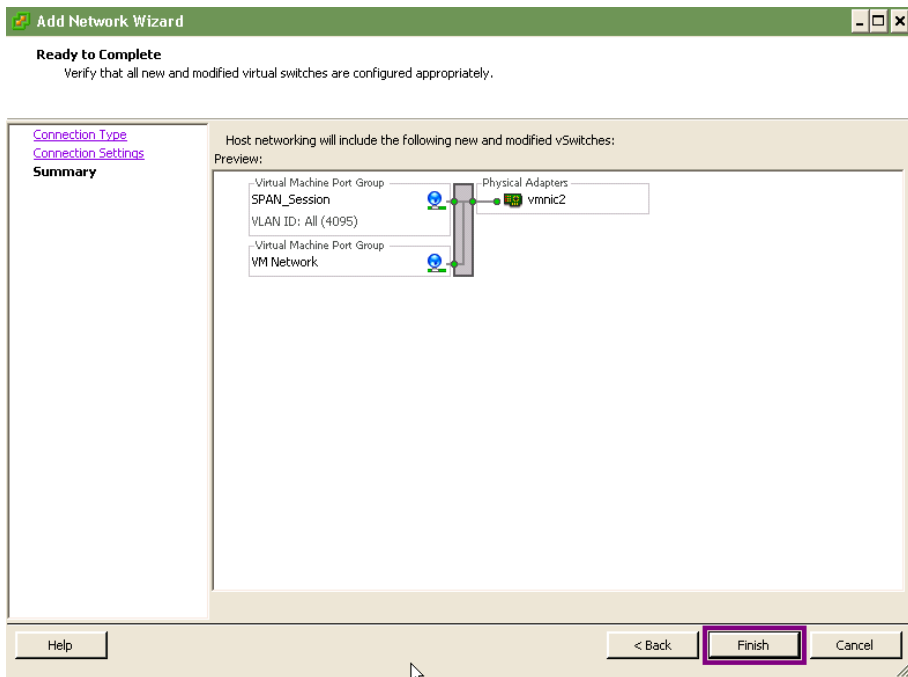 Add Network Wizard
Ready to Complete
Verify that all new and modified virtual switches are configured appropriately.
Connection Type
Connection Settings
Summary
Host networking will include the following new and modified vSwitches:
Preview:
Virtual Machine Port Group
SPAN_Session
VLAN ID: All (4095)
Virtual Machine Port Group
VM Network
Physical Adapters
vmnic2
Help
< Back
Finish
Cancel